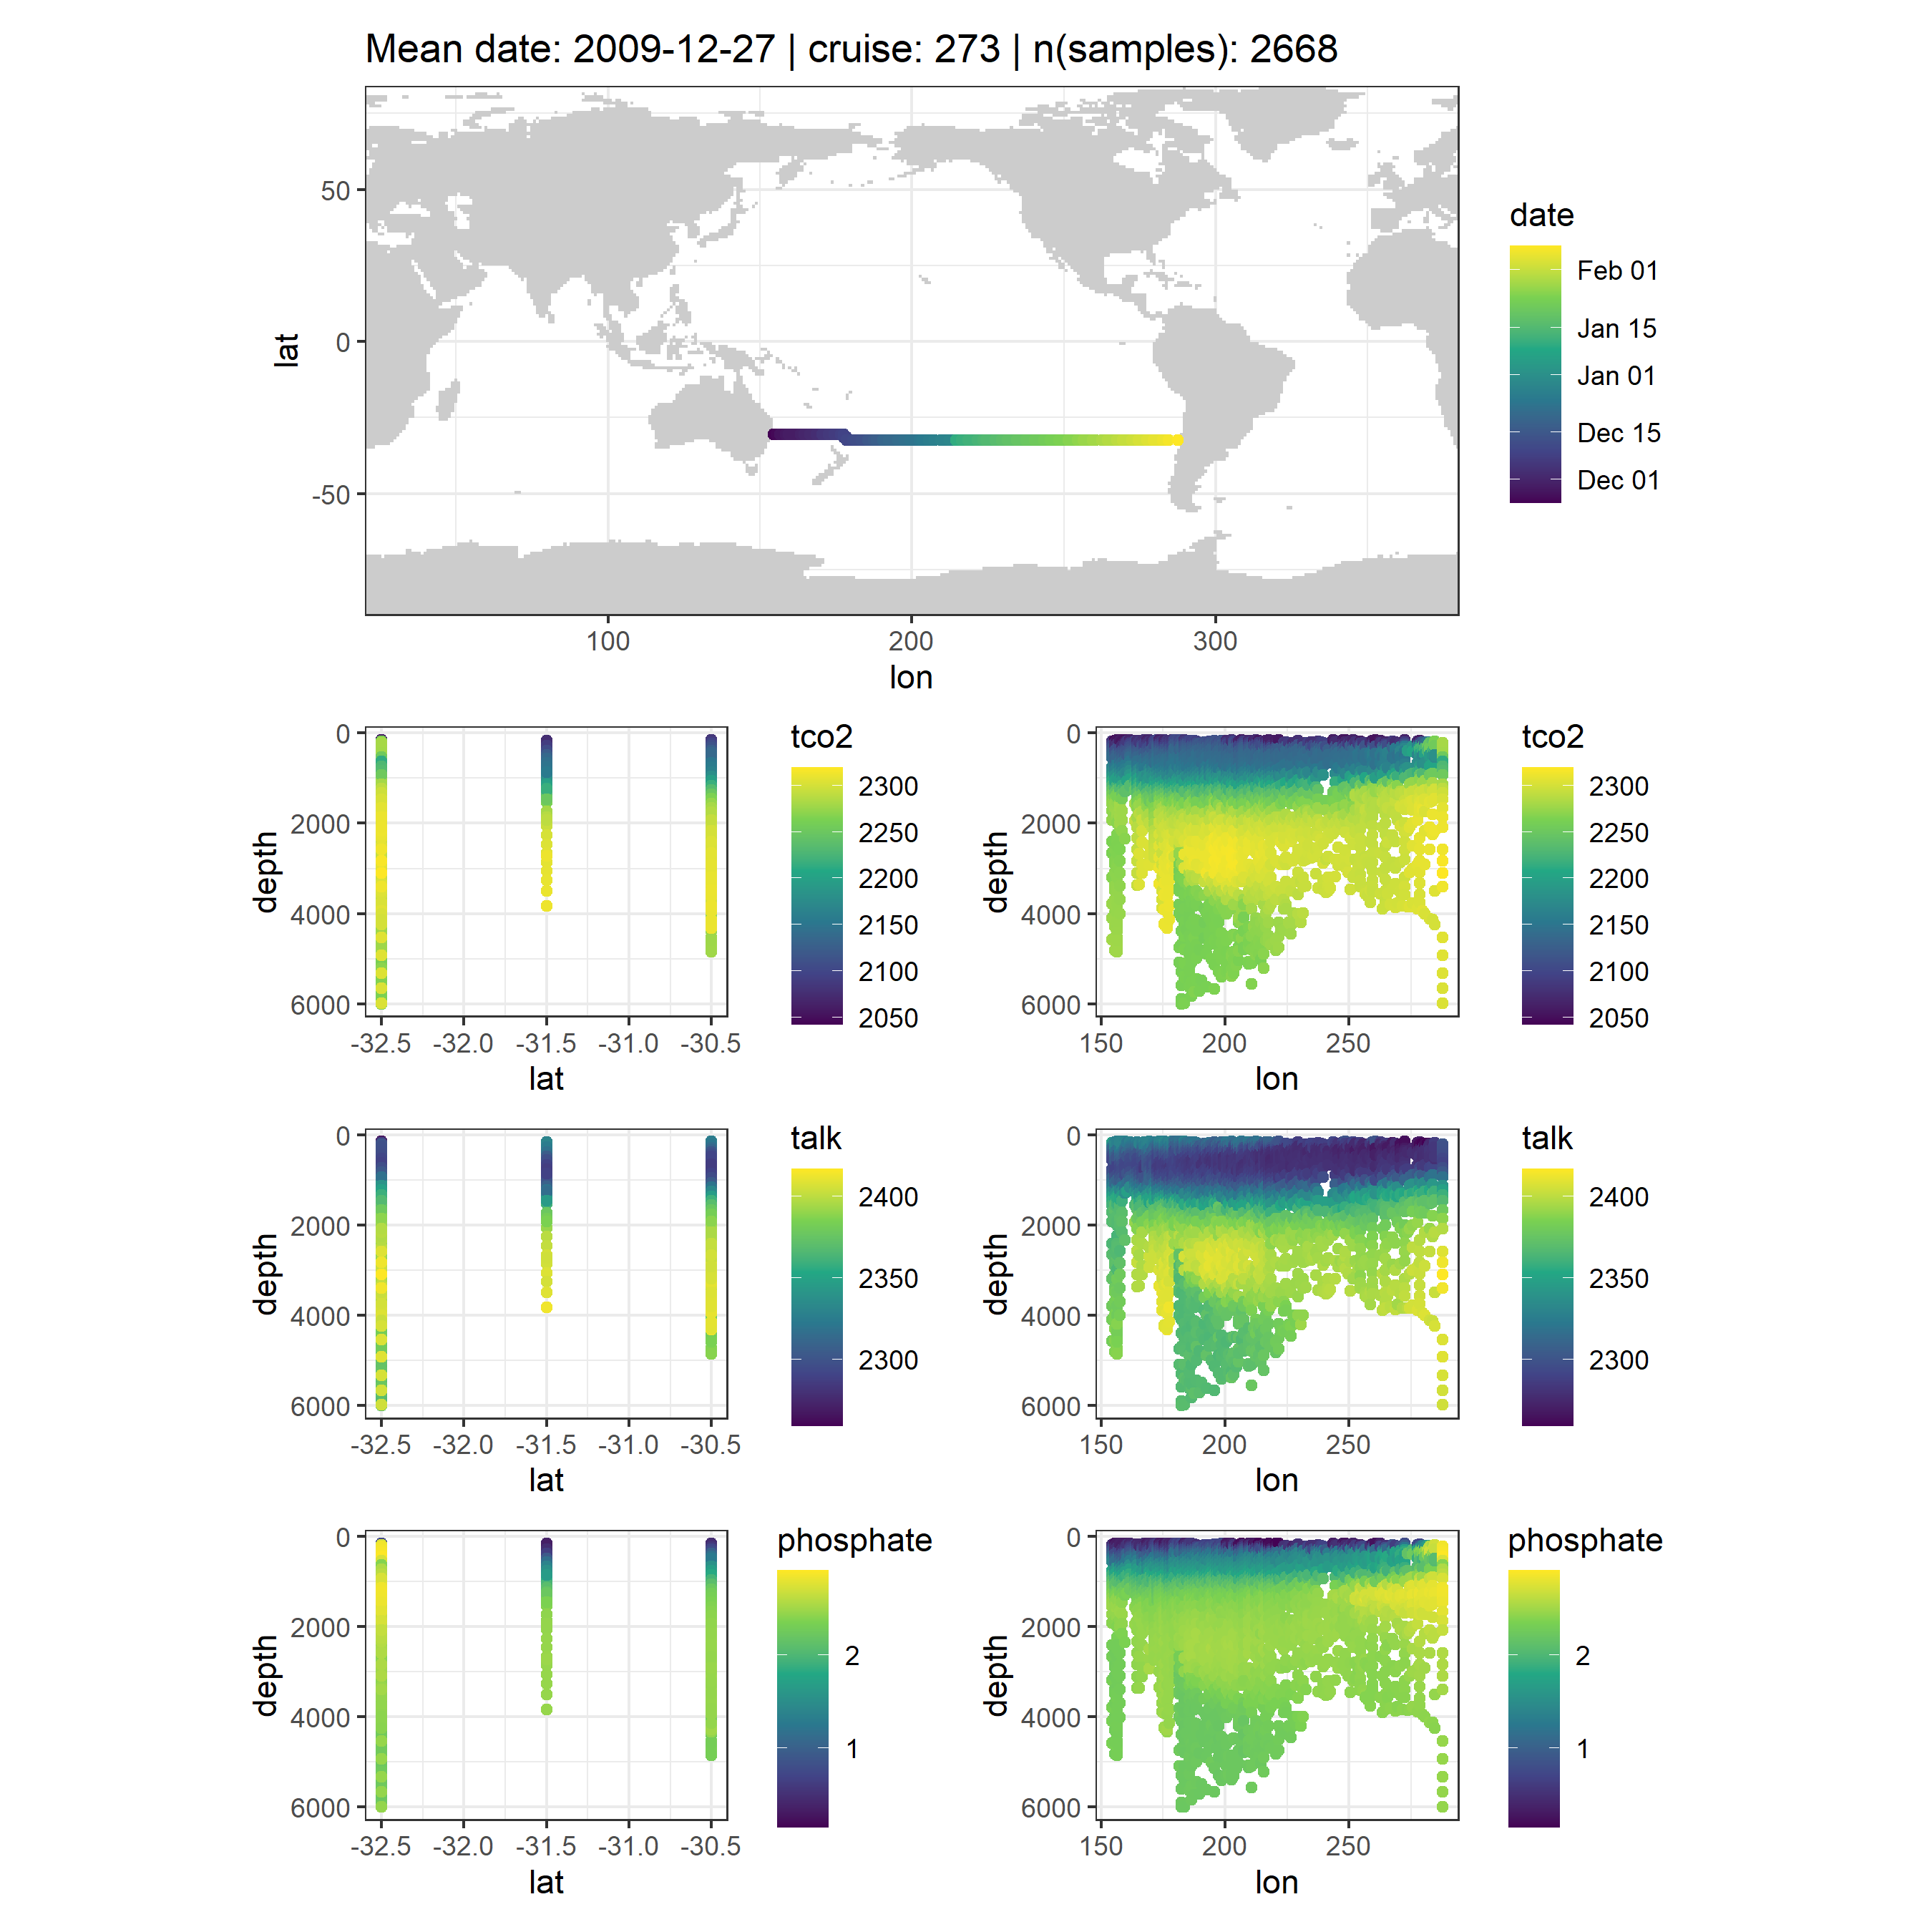 Mean date: 2009-12-27 | cruise: 273 | n(samples): 2668
lat
50
0
-50
100 200 300
lon
date
Feb 01
Jan 15
Jan 01
Dec 15
Dec 01
depth
0
2000
4000
6000
-32.5 -32.0 -31.5 -31.0 -30.5
lat
tco2
2300
2250
2200
2150
2100
2050
depth
0
2000
4000
6000
150 200 250
lon
tco2
2300
2250
2200
2150
2100
2050
depth
0
2000
4000
6000
-32.5 -32.0 -31.5 -31.0 -30.5
lat
talk
2400
2350
2300
depth
0
2000
4000
6000
150 200 250
lon
talk
2400
2350
2300
depth
0
2000
4000
6000
-32.5 -32.0 -31.5 -31.0 -30.5
lat
phosphate
2
1
depth
0
2000
4000
6000
150 200 250
lon
phosphate
2
1